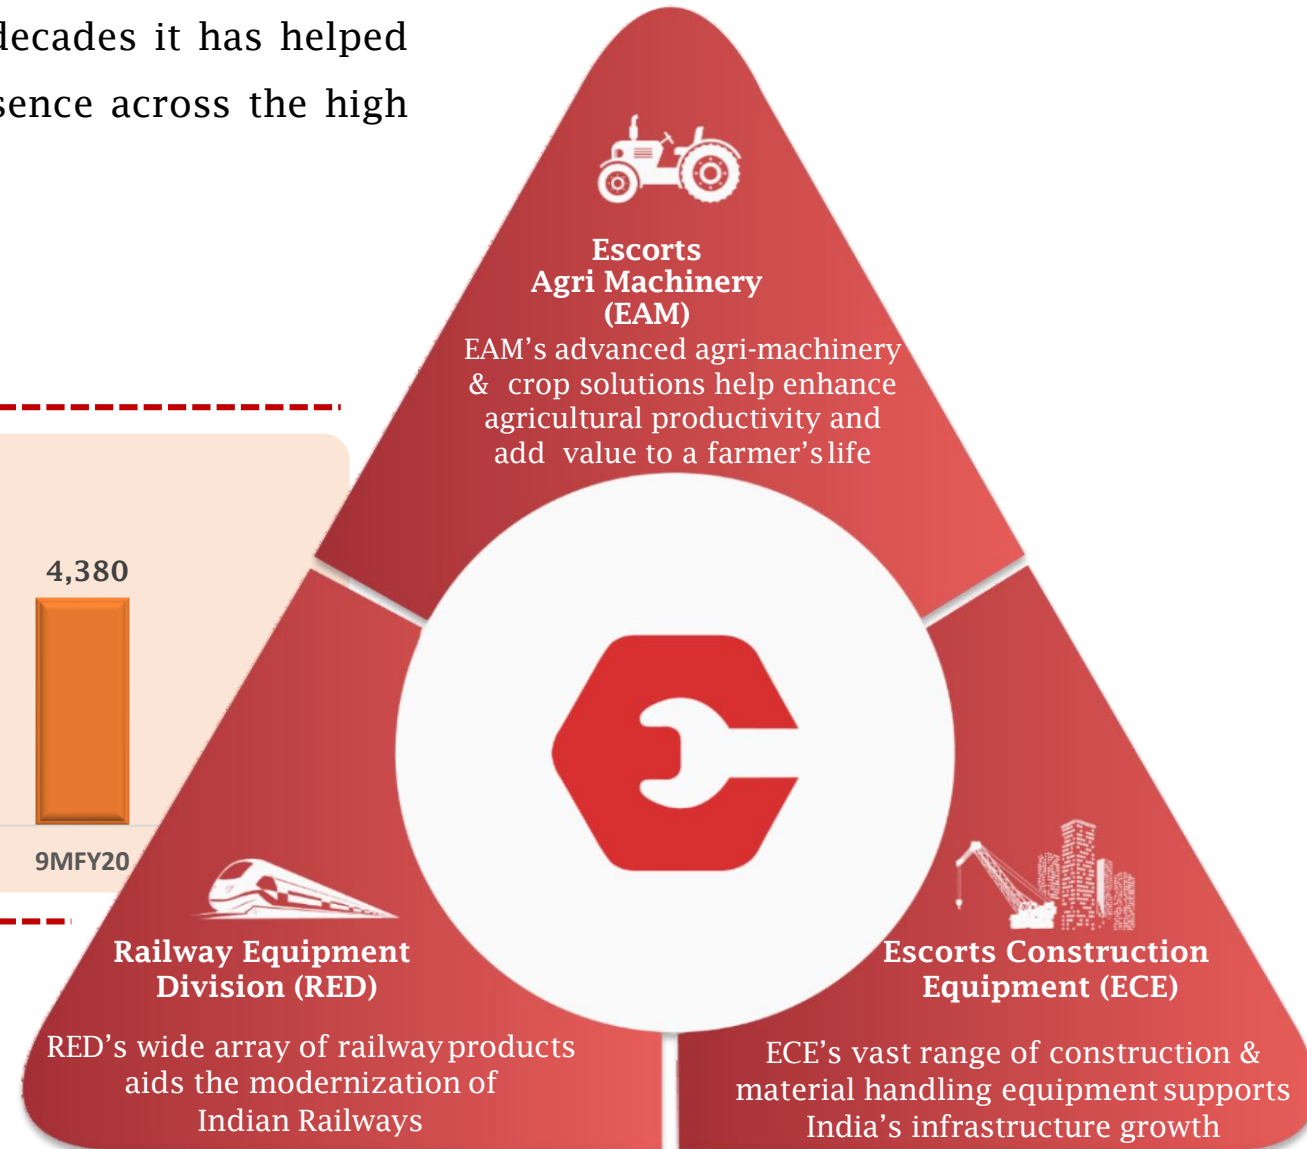 decades it has helped
sence across the high
Escorts
Agri Machinery
(EAM)
EAM’s advanced agri-machinery
& crop solutions help enhance
agricultural productivity and
add value to a farmer’s life
4,380
9MFY20
Railway Equipment
Division (RED)
RED’s wide array of railway products
aids the modernization of
Indian Railways
Escorts Construction
Equipment (ECE)
ECE’s vast range of construction &
material handling equipment supports
India’s infrastructure growth